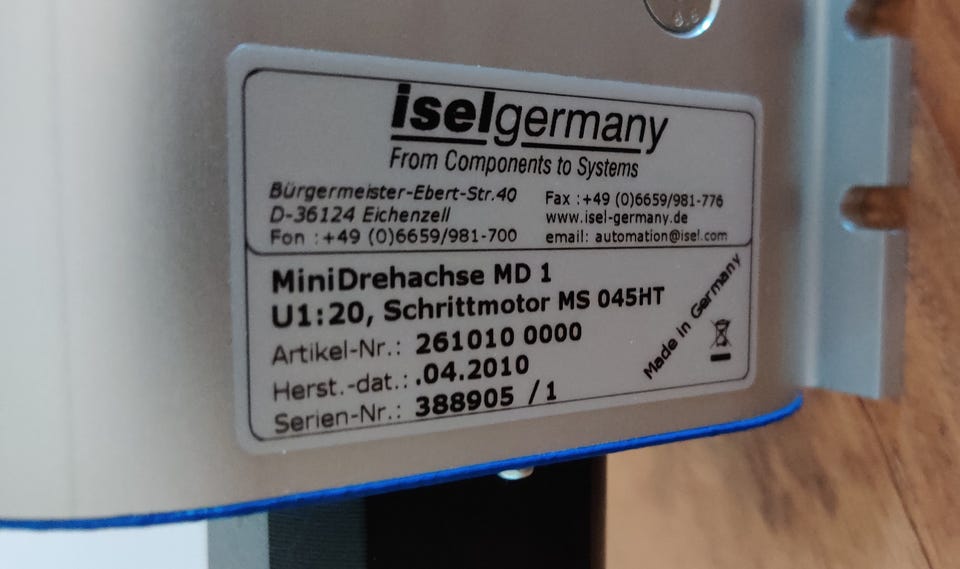 iselgermany
From Components to Systems
Bürgermeister-Ebert-Str.40
D-36124 Eichenzell
Fon :+49 (0)6659/981-700
Fax :+49 (0)6659/981-776
www.isel-germany.de
email: automation@isel.com
MiniDrehachse MD 1
U1:20, Schrittmotor MS 045HT
Artikel-Nr.: 261010 0000
Herst.-dat.: .04.2010
Serien-Nr.: 388905 /1
Made in Germany